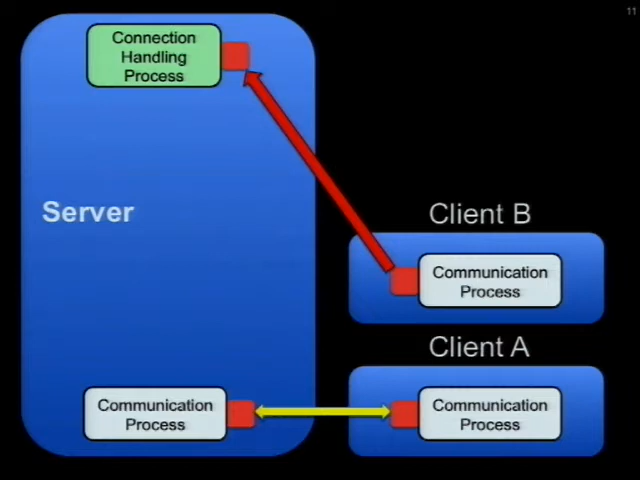 11
Connection
Handling
Process
Server
Client B
Communication
Process
Client A
Communication
Process
Communication
Process